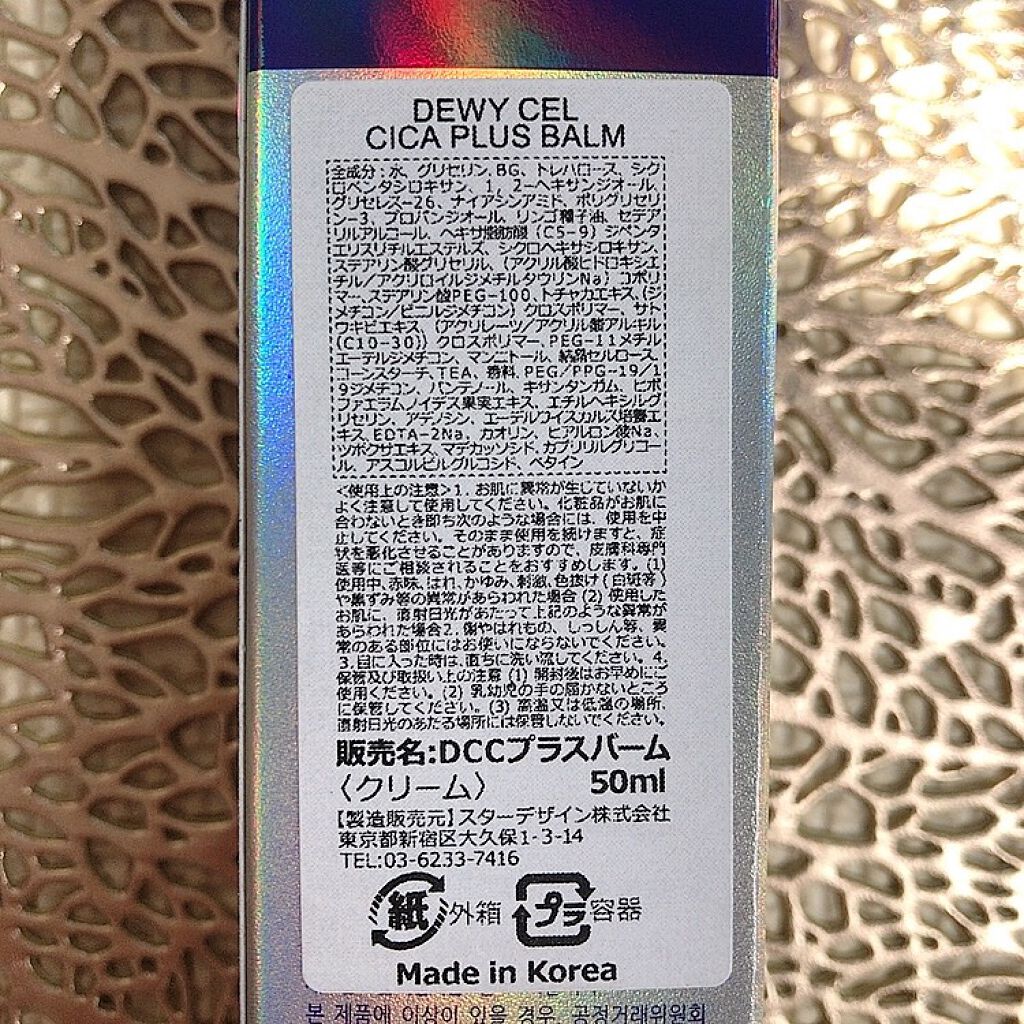 DEWY CEL
CICA PLUS BALM
全成分：水、グリセリン、BG、トレハロース、シク
ロペンタシロキサン、1，2－ヘキサンジオール、
グリセレス－26、ナイアシンアミド、ポリグリセリ
ン－3、プロパンジオール、リンゴ種子油、セテア
リルアルコール、ヘキサ脂肪酸（C5－9）ジペンタ
エリスリチルエステルズ、シクロヘキサシロキサン、
ステアリン酸グリセリル、（アクリル酸ヒドロキシエ
チル／アクリロイルジメチルタウリンNa）コポリ
マー、ステアリン酸PEG－100、ドチャカエキス、（ジ
メチコン／ビニルジメチコン）クロスポリマー、サト
ウキビエキス、（アクリレーツ／アクリル酸アルキル
（C10－30））クロスポリマー、PEG－11メチル
エーテルジメチコン、マンニトール、結晶セルロース、
コーンスターチ、TEA、香料、PEG／PPG－19／1
9ジメチコン、パンテノール、キサンタンガム、ヒポ
ファエラムノイデス果実エキス、エチルヘキシルグ
リセリン、アデノシン、エーデルワイスカルス培養エ
キス、EDTA－2Na、カオリン、ヒアルロン酸Na、
ツボクサエキス、マデカッソシド、カプリリルグリコー
ル、アスコルビルグルコシド、ベタイン
＜使用上の注意＞1．お肌に異常が生じていないか
よく注意して使用してください。化粧品がお肌に
合わないとき即ち次のような場合には、使用を中
止してください。そのまま使用を続けますと、症
状を悪化させることがありますので、皮膚科専門
医等にご相談されることをおすすめします。(1)
使用中、赤味、はれ、かゆみ、刺激、色抜け（白斑等）
や黒ずみ等の異常があらわれた場合 (2) 使用した
お肌に、直射日光があたって上記のような異常が
あらわれた場合2．傷やはれもの、しっしん等、異
常のある部位にはお使いにならないでください。
3．目に入った時は、直ちに洗い流してください。4．
保管及び取扱い上の注意 (1) 開封後はお早めにご
使用ください。(2) 乳幼児の手の届かないところ
に保管してください。(3) 高温又は低温の場所、
直射日光のあたる場所には保管しないでください。
販売名:DCCプラスバーム
〈クリーム〉 50ml
【製造販売元】スターデザイン株式会社
東京都新宿区大久保1-3-14
TEL:03-6233-7416
紙 外箱 プラ 容器
Made in Korea
본 제품에 이상이 있을 경우, 공정거래위원회